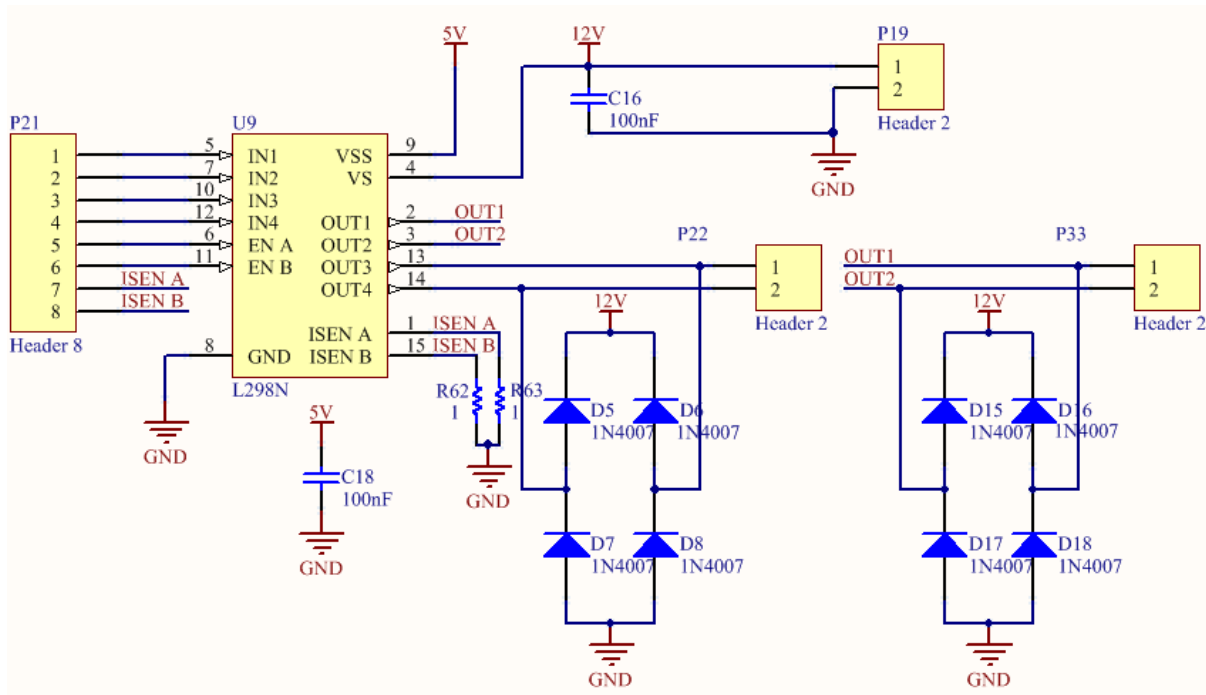 5V
12V
P19
1
2
Header 2
C16
100nF
GND
P21
1
2
3
4
5
6
7
8
Header 8
ISEN A
ISEN B
U9
5
7
10
12
6
11
8
IN1
IN2
IN3
IN4
EN A
EN B
GND
VSS
VS
OUT1
OUT2
OUT3
OUT4
ISEN A
ISEN B
9
4
2
3
13
14
1
15
L298N
OUT1
OUT2
ISEN A
ISEN B
GND
R62
1
R63
1
GND
5V
C18
100nF
GND
P22
1
2
Header 2
12V
D5
1N4007
D6
1N4007
D7
1N4007
D8
1N4007
GND
P33
OUT1
OUT2
1
2
Header 2
12V
D15
1N4007
D16
1N4007
D17
1N4007
D18
1N4007
GND